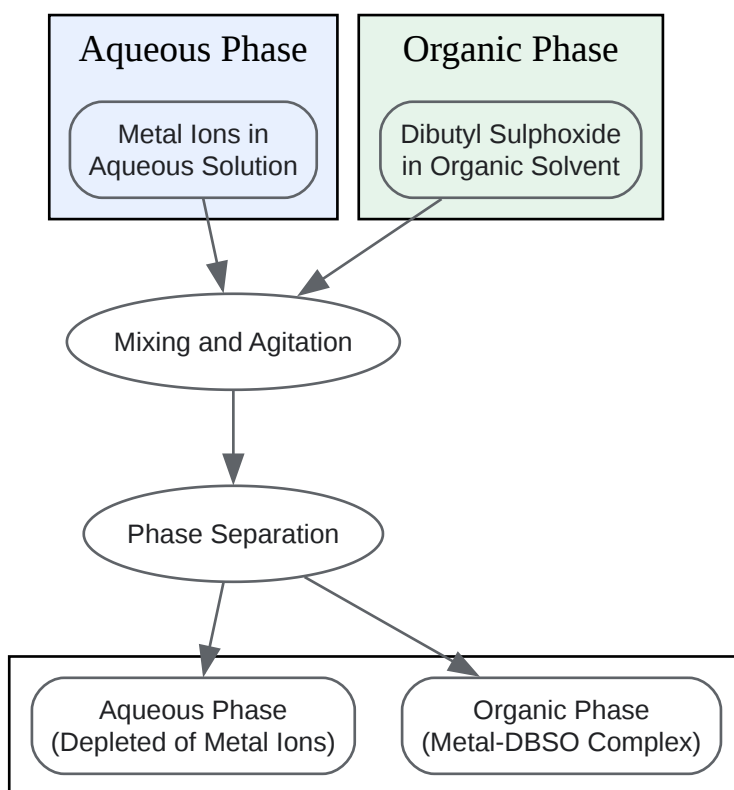 Aqueous Phase
Organic Phase
Metal Ions in
Aqueous Solution
Dibutyl Sulphoxide
in Organic Solvent
Mixing and Agitation
Phase Separation
Aqueous Phase
(Depleted of Metal Ions)
Organic Phase
(Metal-DBSO Complex)